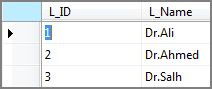 L_ID L_Name
1 Dr.Ali
2 Dr.Ahmed
3 Dr.Salh